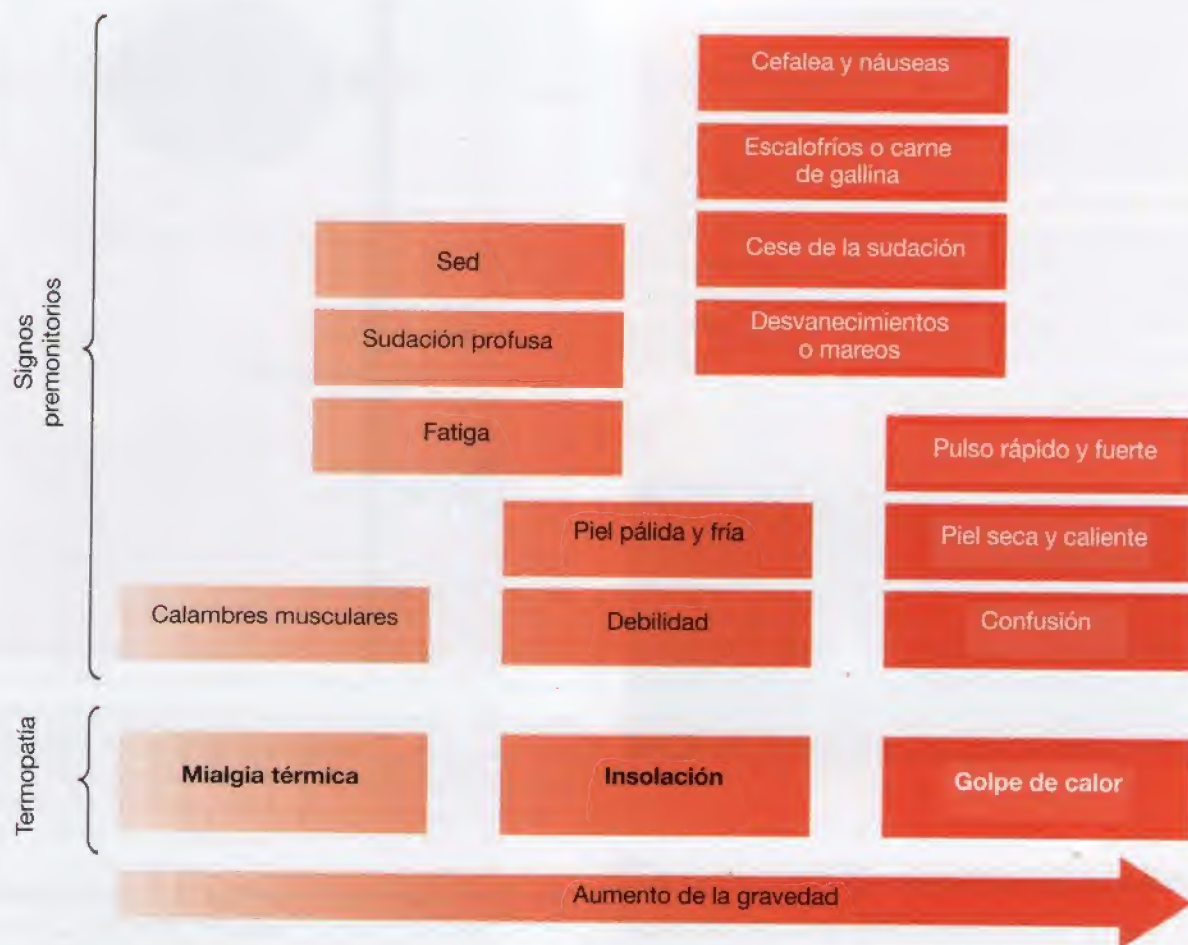 Signos
premonitorios
Cefalea y náuseas
Escalofríos o carne
de gallina
Sed
Cese de la sudación
Sudación profusa
Desvanecimientos
o mareos
Fatiga
Pulso rápido y fuerte
Piel pálida y fría
Piel seca y caliente
Calambres musculares
Debilidad
Confusión
Termopatía
Mialgia térmica
Insolación
Golpe de calor
Aumento de la gravedad